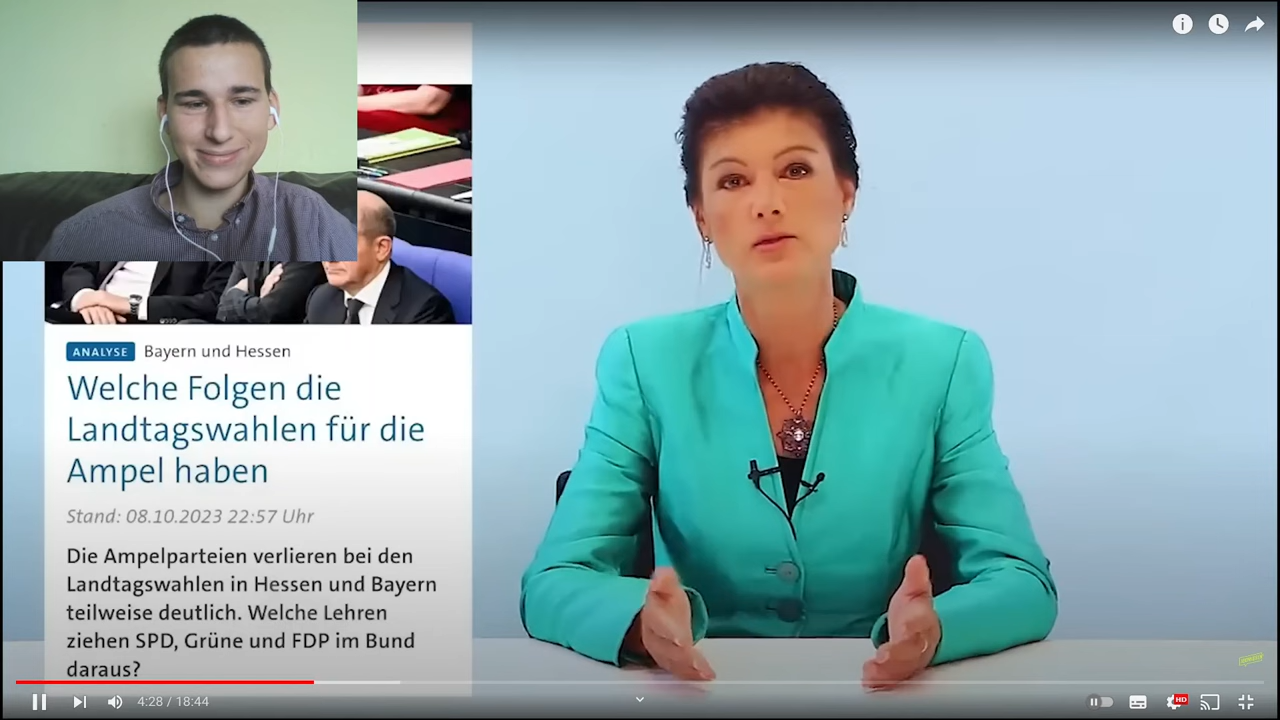 ANALYSE Bayern und Hessen
Welche Folgen die
Landtagswahlen für die
Ampel haben
Stand: 08.10.2023 22:57 Uhr
Die Ampelparteien verlieren bei den
Landtagswahlen in Hessen und Bayern
teilweise deutlich. Welche Lehren
ziehen SPD, Grüne und FDP im Bund
daraus?
4:28 / 18:44
HD